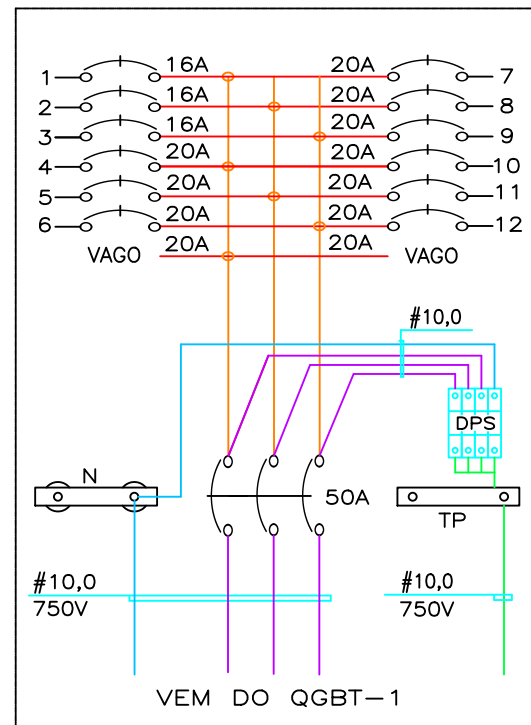 1 16A 20A 7
2 16A 20A 8
3 16A 20A 9
4 20A 20A 10
5 20A 20A 11
6 20A 20A 12
VAGO 20A 20A VAGO
#10,0
DPS
N
50A
TP
#10,0
750V
#10,0
750V
VEM DO QGBT-1